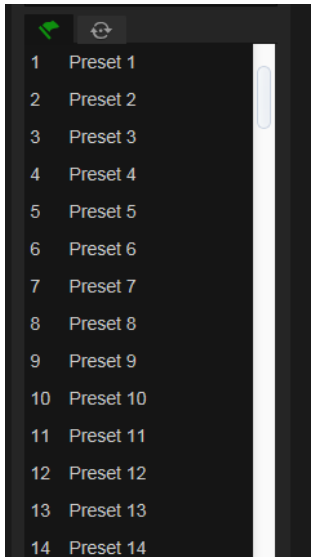 1 Preset 1
2 Preset 2
3 Preset 3
4 Preset 4
5 Preset 5
6 Preset 6
7 Preset 7
8 Preset 8
9 Preset 9
10 Preset 10
11 Preset 11
12 Preset 12
13 Preset 13
14 Preset 14